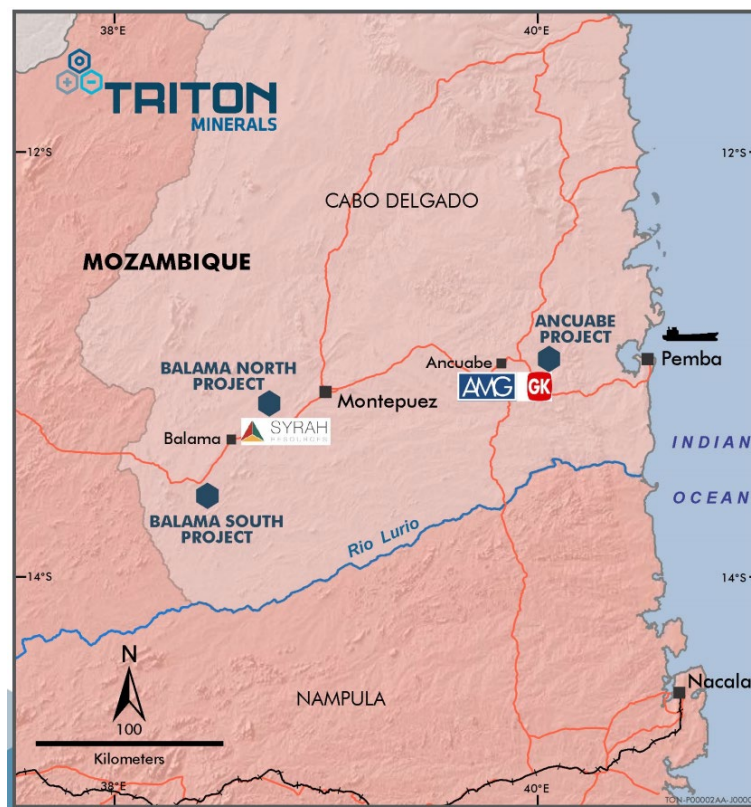 38°E
40°E
TRITON
MINERALS
12°S
12°S
CABO DELGADO
MOZAMBIQUE
ANCUABE
PROJECT
BALAMA NORTH
PROJECT
Ancuabe
Pemba
AMG
GK
Montepuez
SYRAH
RESOURCES
Balama
INDIAN
OCEAN
BALAMA SOUTH
PROJECT
Rio Lurio
14°S
14°S
N
NAMPULA
Nacala
100
Kilometers
38°E
40°E